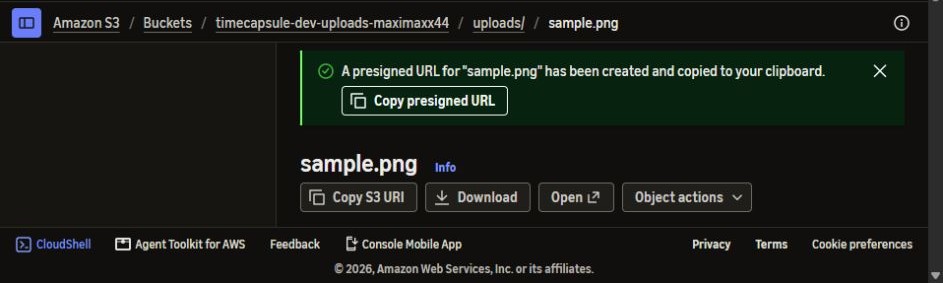 Amazon S3 / Buckets / timecapsule-dev-uploads-maximaxx44 / uploads/ / sample.png
A presigned URL for "sample.png" has been created and copied to your clipboard.
Copy presigned URL
sample.png Info
Copy S3 URI Download Open Object actions
CloudShell Agent Toolkit for AWS Feedback Console Mobile App Privacy Terms Cookie preferences
© 2026, Amazon Web Services, Inc. or its affiliates.